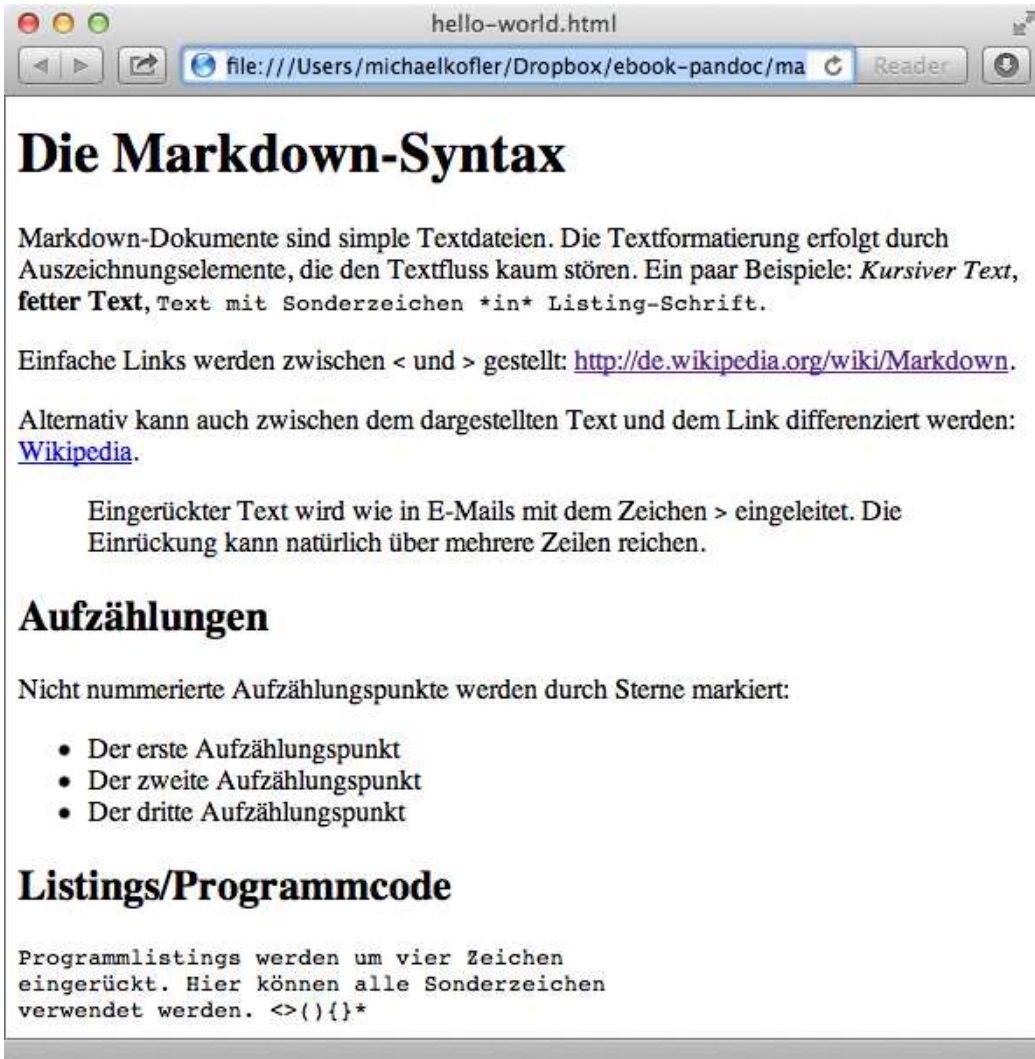 hello-world.html
file:///Users/michaelkofler/Dropbox/ebook-pandoc/ma
Reader
Die Markdown-Syntax
Markdown-Dokumente sind simple Textdateien. Die Textformatierung erfolgt durch
Auszeichnungselemente, die den Textfluss kaum stören. Ein paar Beispiele: Kursiver Text,
fetter Text, Text mit Sonderzeichen *in* Listing-Schrift.
Einfache Links werden zwischen < und > gestellt: http://de.wikipedia.org/wiki/Markdown.
Alternativ kann auch zwischen dem dargestellten Text und dem Link differenziert werden:
Wikipedia.
Eingerückter Text wird wie in E-Mails mit dem Zeichen > eingeleitet. Die
Einrückung kann natürlich über mehrere Zeilen reichen.
Aufzählungen
Nicht nummerierte Aufzählungspunkte werden durch Sterne markiert:
• Der erste Aufzählungspunkt
• Der zweite Aufzählungspunkt
• Der dritte Aufzählungspunkt
Listings/Programmcode
Programmlistings werden um vier Zeichen
eingerückt. Hier können alle Sonderzeichen
verwendet werden. <>(){}*